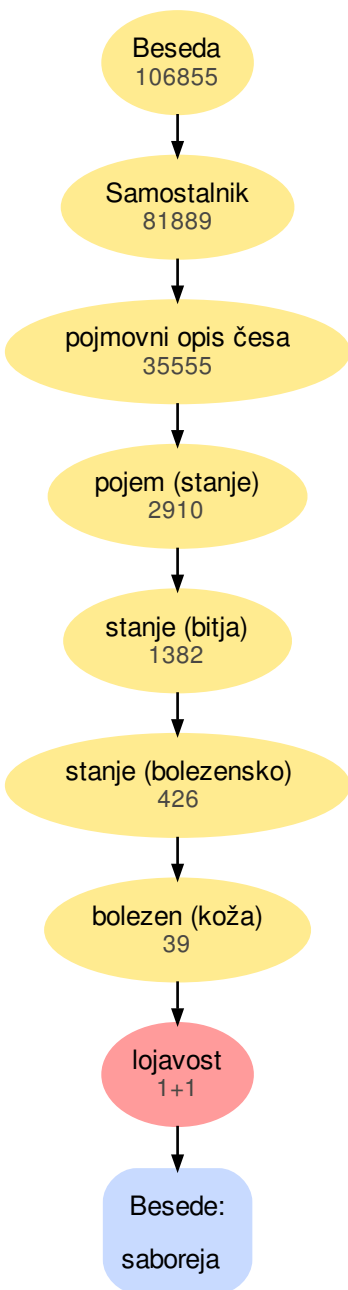 Beseda
106855
Samostalnik
81889
pojmovni opis česa
35555
pojem (stanje)
2910
stanje (bitja)
1382
stanje (bolezensko)
426
bolezen (koža)
39
lojavost
1+1
Besede:
saboreja